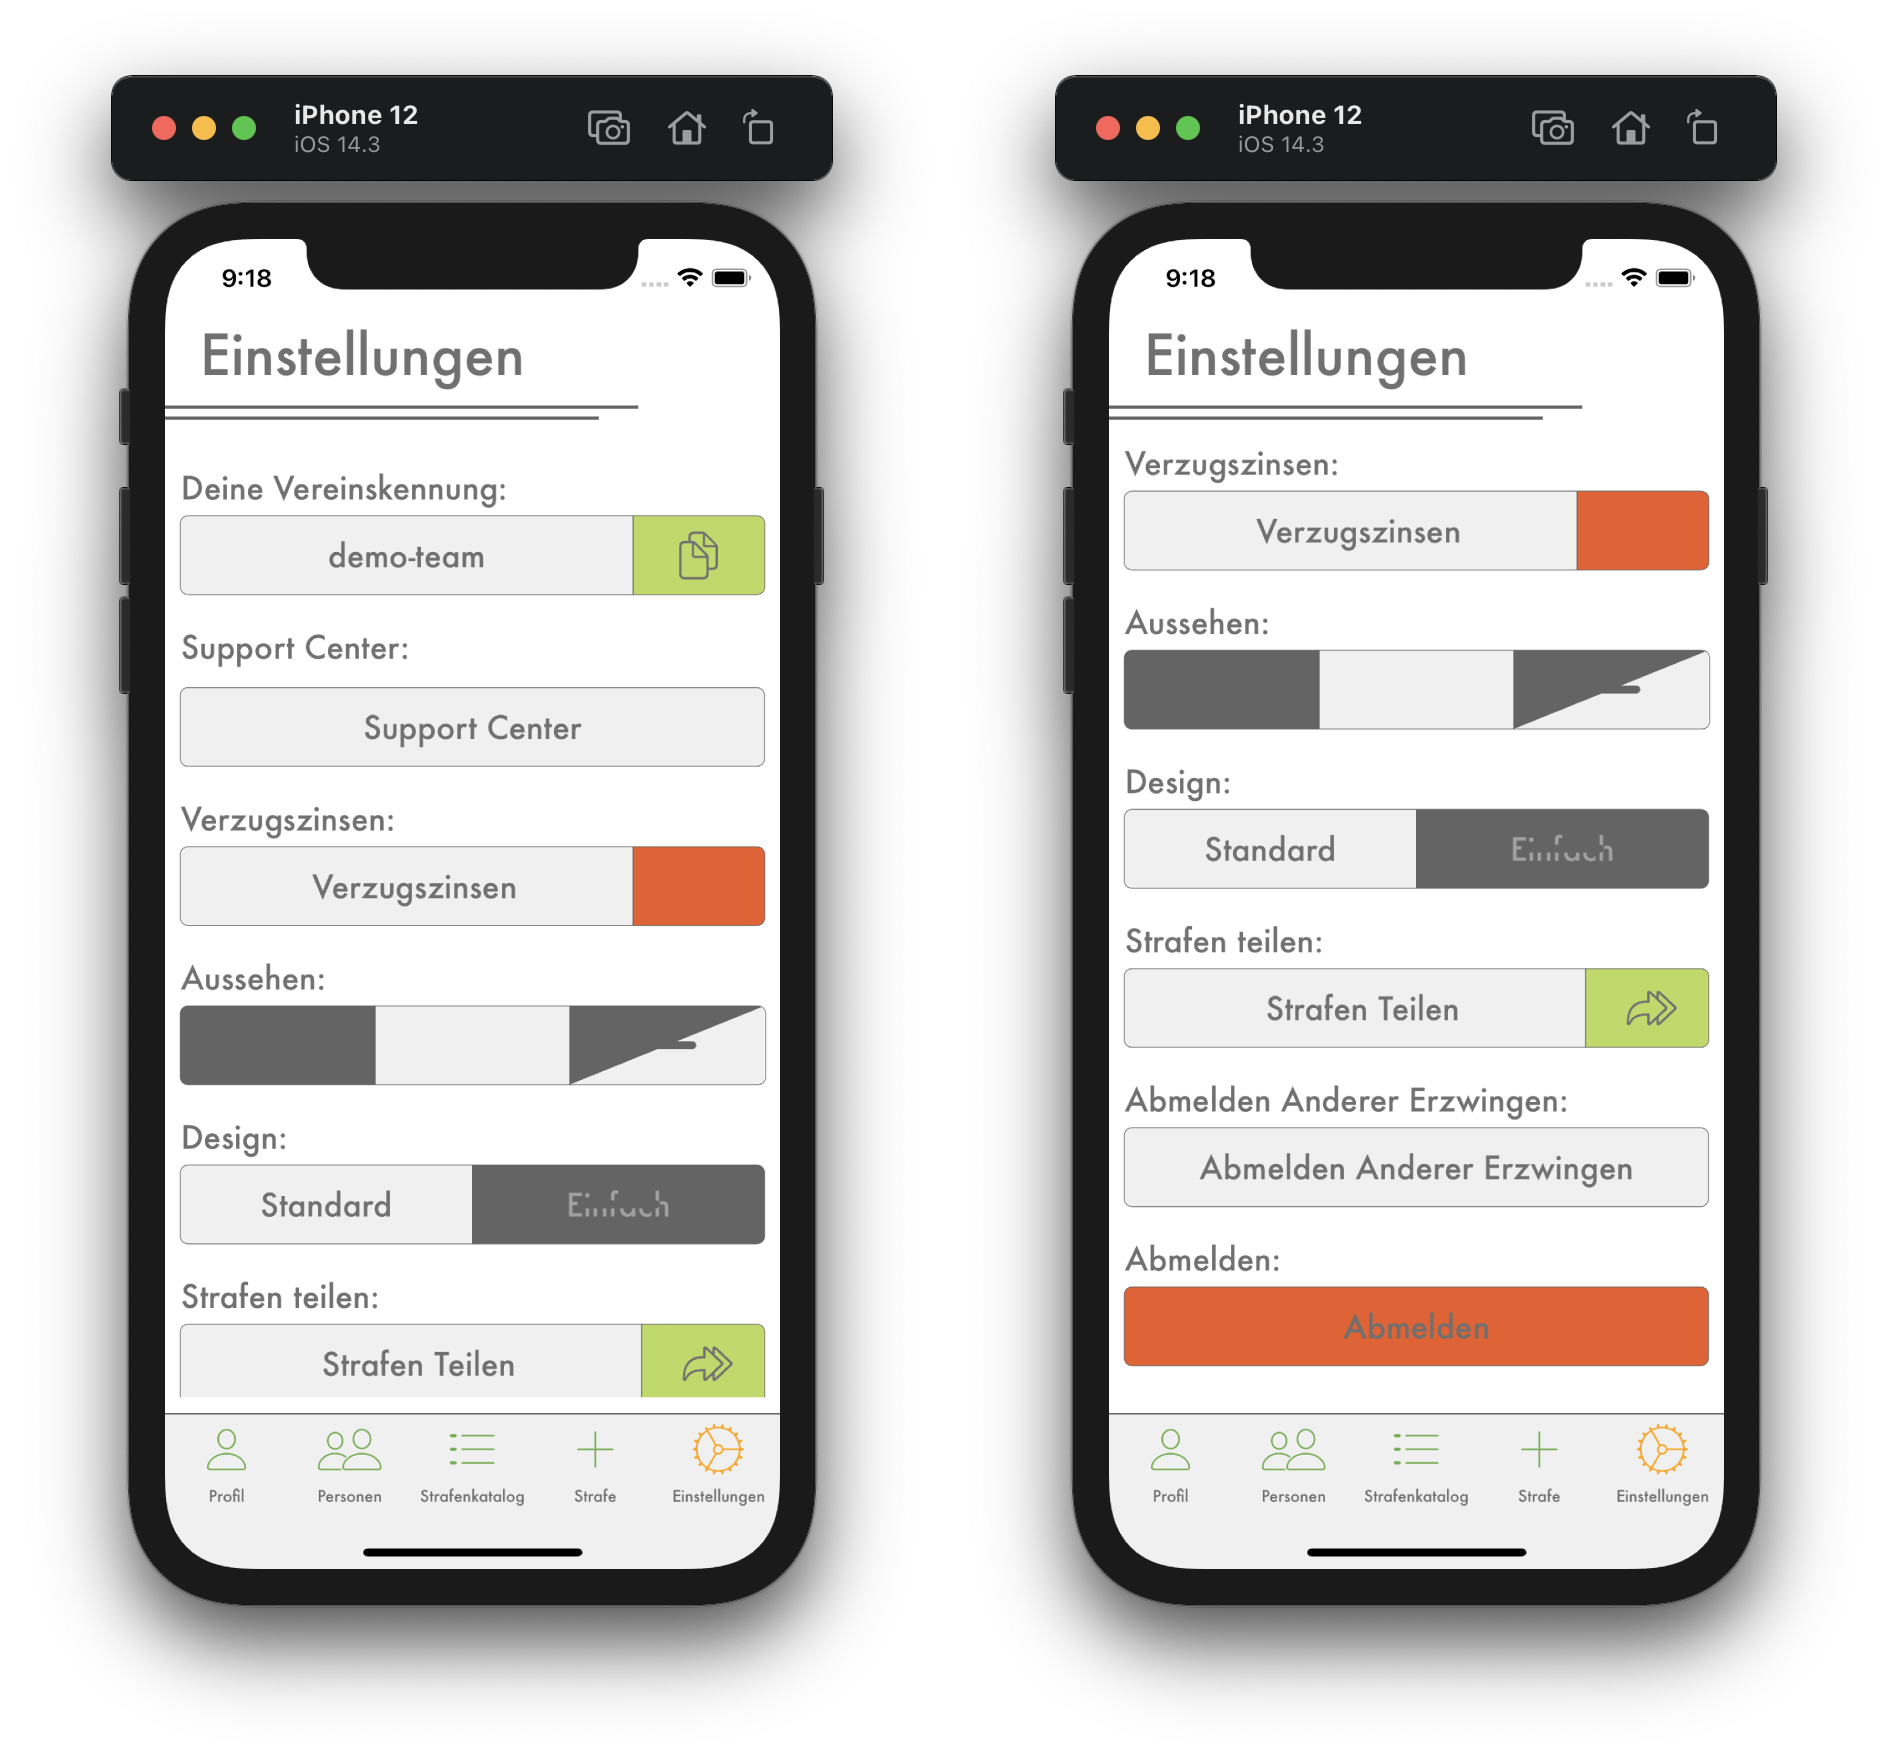 iPhone 12
iOS 14.3
9:18
Einstellungen
Deine Vereinskennung:
demo-team
Support Center:
Support Center
Verzugszinsen:
Verzugszinsen
Aussehen:
Design:
Standard
Einfach
Strafen teilen:
Strafen Teilen
Profil
Personen
Strafenkatalog
Strafe
Einstellungen
iPhone 12
iOS 14.3
9:18
Einstellungen
Verzugszinsen:
Verzugszinsen
Aussehen:
Design:
Standard
Einfach
Strafen teilen:
Strafen Teilen
Abmelden Anderer Erzwingen:
Abmelden Anderer Erzwingen
Abmelden:
Abmelden
Profil
Personen
Strafenkatalog
Strafe
Einstellungen